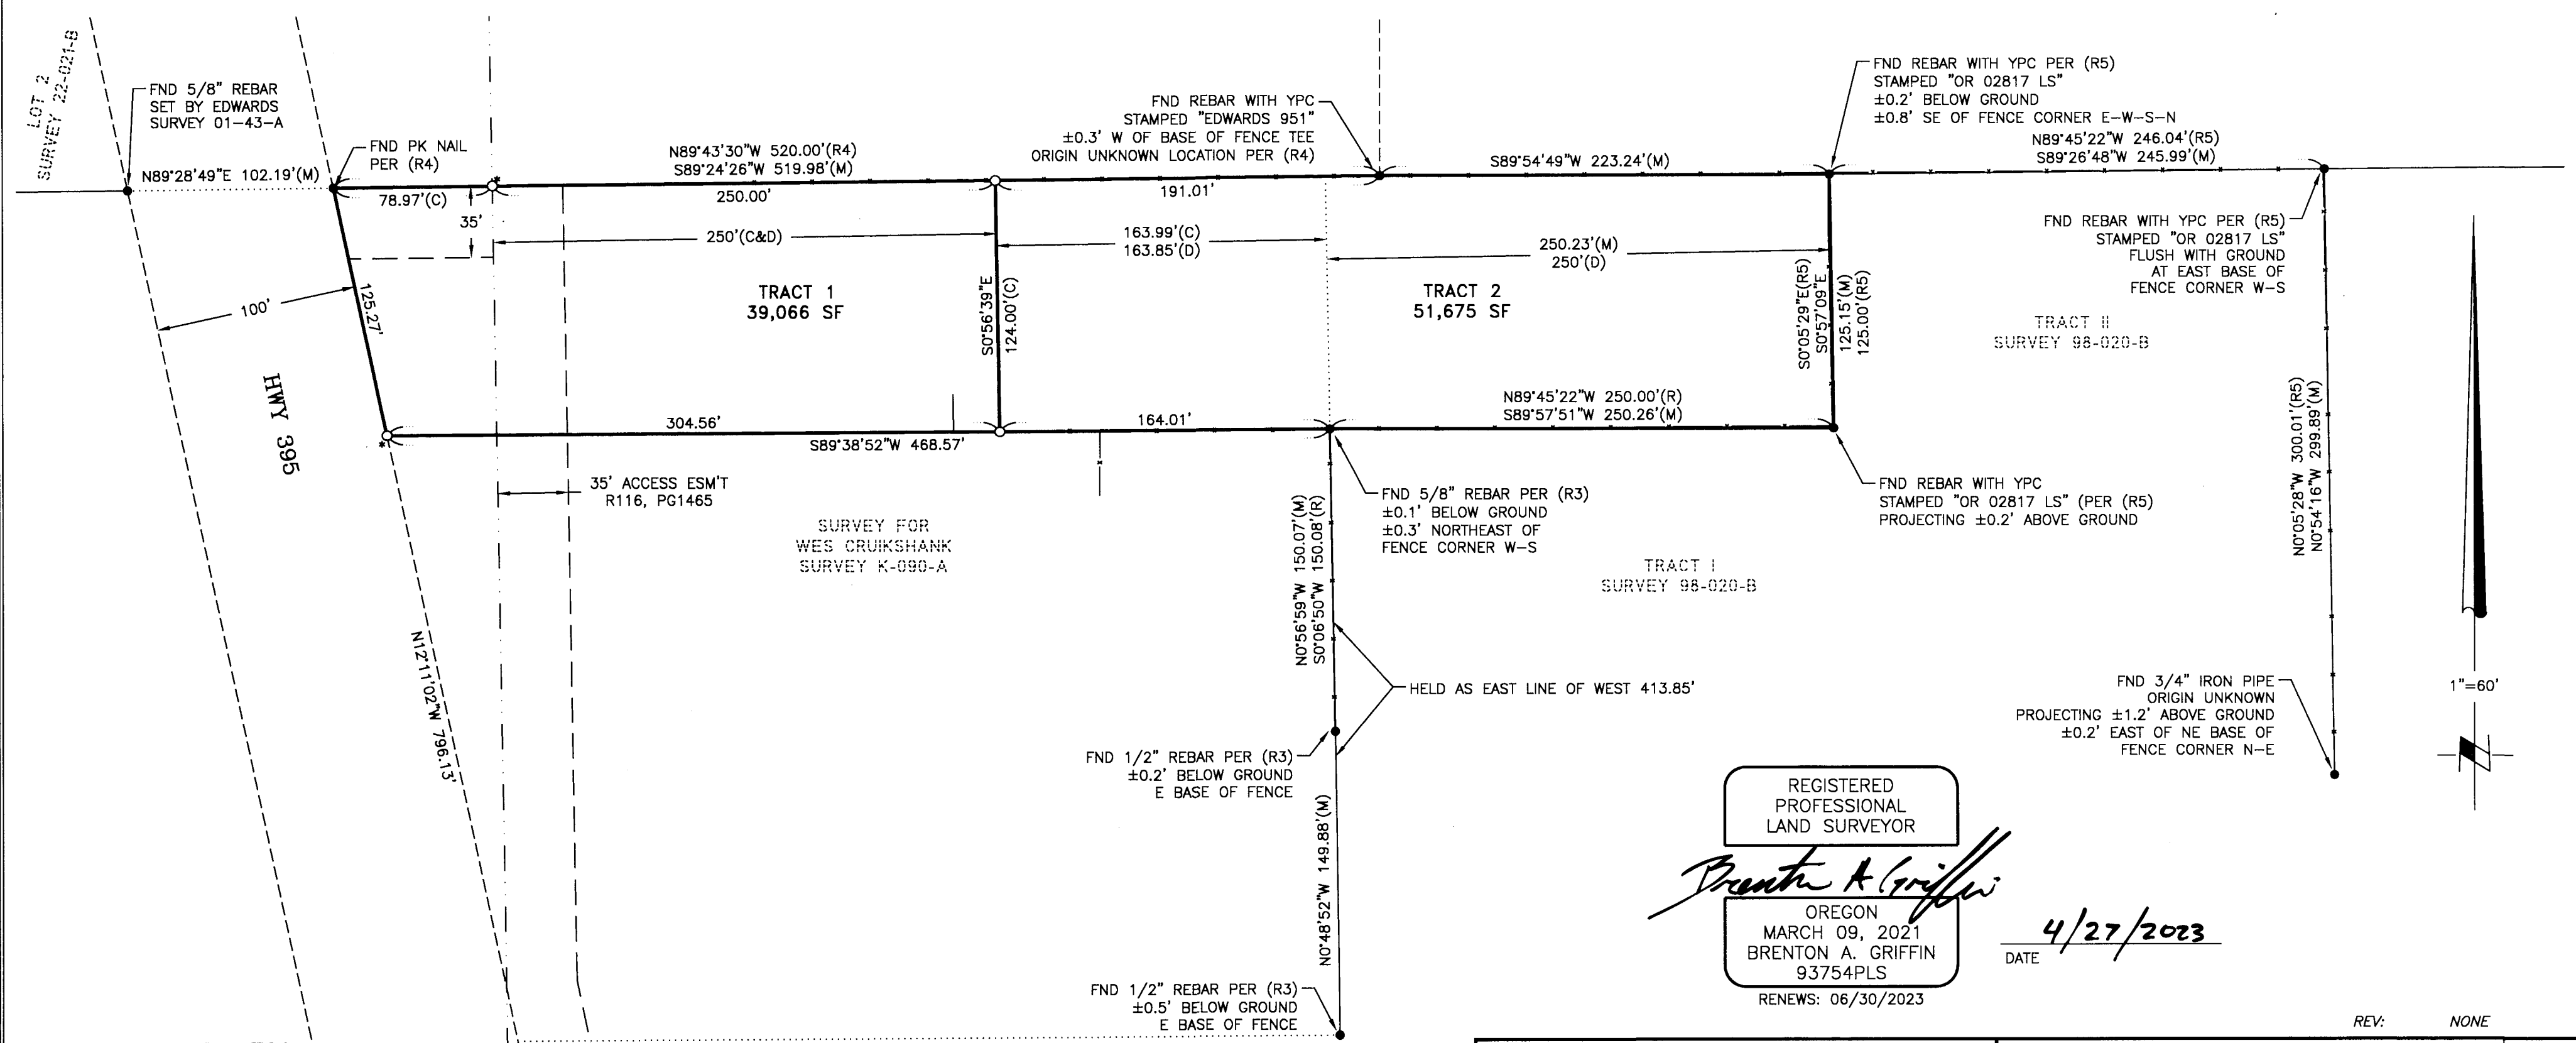 LOT 2
SURVEY 22-021-B
FND 5/8" REBAR
SET BY EDWARDS
SURVEY 01-43-A
FND PK NAIL
PER (R4)
N89°28'49"E 102.19'(M)
78.97'(C)
35'
N89°43'30"W 520.00'(R4)
S89°24'26"W 519.98'(M)
250.00'
250'(C&D)
FND REBAR WITH YPC
STAMPED "EDWARDS 951"
±0.3' W OF BASE OF FENCE TEE
ORIGIN UNKNOWN LOCATION PER (R4)
191.01'
163.99'(C)
163.85'(D)
S89°54'49"W 223.24'(M)
250.23'(M)
250'(D)
FND REBAR WITH YPC PER (R5)
STAMPED "OR 02817 LS"
±0.2' BELOW GROUND
±0.8' SE OF FENCE CORNER E-W-S-N
N89°45'22"W 246.04'(R5)
S89°26'48"W 245.99'(M)
FND REBAR WITH YPC PER (R5)
STAMPED "OR 02817 LS"
FLUSH WITH GROUND
AT EAST BASE OF
FENCE CORNER W-S
100'
125.27'
HWY 395
TRACT 1
39,066 SF
S0°56'39"E
124.00'(C)
TRACT 2
51,675 SF
S0°05'29"E(R5)
S0°57'09"E
125.15'(M)
125.00'(R5)
TRACT II
SURVEY 98-020-B
304.56'
S89°38'52"W 468.57'
164.01'
N89°45'22"W 250.00'(R)
S89°57'51"W 250.26'(M)
35' ACCESS ESM'T
R116, PG1465
SURVEY FOR
WES CRUIKSHANK
SURVEY K-090-A
FND 5/8" REBAR PER (R3)
±0.1' BELOW GROUND
±0.3' NORTHEAST OF
FENCE CORNER W-S
FND REBAR WITH YPC
STAMPED "OR 02817 LS" (PER (R5)
PROJECTING ±0.2' ABOVE GROUND
TRACT I
SURVEY 98-020-B
N0°56'59"W 150.07'(M)
S0°06'50"W 150.08'(R)
HELD AS EAST LINE OF WEST 413.85'
N0°05'28"W 300.01'(R5)
N0°54'16"W 299.89'(M)
N12°11'02"W 796.13'
FND 1/2" REBAR PER (R3)
±0.2' BELOW GROUND
E BASE OF FENCE
N0°48'52"W 149.88'(M)
FND 1/2" REBAR PER (R3)
±0.5' BELOW GROUND
E BASE OF FENCE
FND 3/4" IRON PIPE
ORIGIN UNKNOWN
PROJECTING ±1.2' ABOVE GROUND
±0.2' EAST OF NE BASE OF
FENCE CORNER N-E
1"=60'
N
REGISTERED
PROFESSIONAL
LAND SURVEYOR
Brenton A Griffin
OREGON
MARCH 09, 2021
BRENTON A. GRIFFIN
93754PLS
RENEWS: 06/30/2023
4/27/2023
DATE
REV: NONE